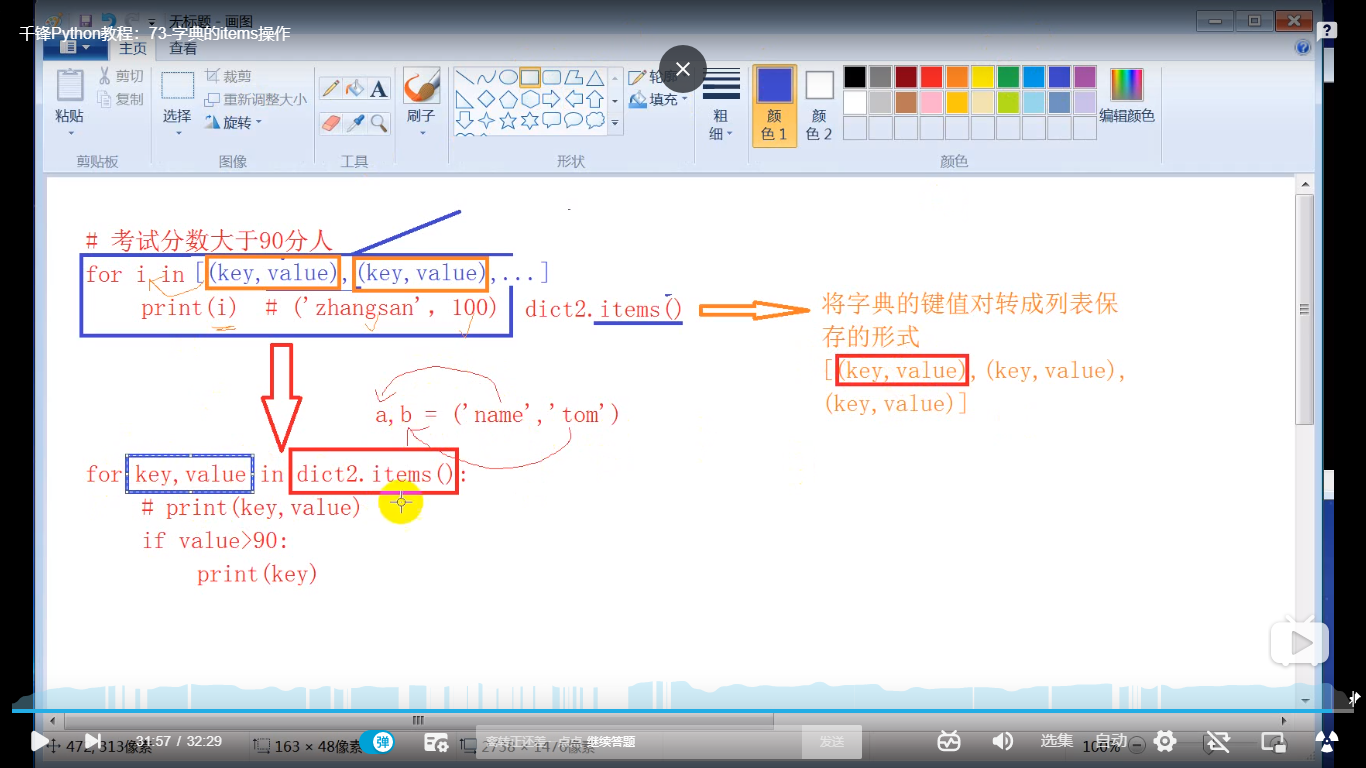 无标题 - 画图
千锋Python教程：73-字典的items操作
主页 查看
剪切
复制
粘贴
剪贴板
裁剪
重新调整大小
旋转
选择
图像
A
工具
刷子
轮廓
填充
形状
粗细
颜色 1
颜色 2
编辑颜色
颜色
# 考试分数大于90分人
for i in [(key,value),(key,value),...]
print(i) # ('zhangsan', 100)
dict2.items()
将字典的键值对转成列表保
存的形式
[(key,value),(key,value),
(key,value)]
a,b = ('name','tom')
for key,value in dict2.items():
# print(key,value)
if value>90:
print(key)
472, 313像素
31:57 / 32:29
163 × 48像素
弹
继续答题
发送
选集
自动
100%